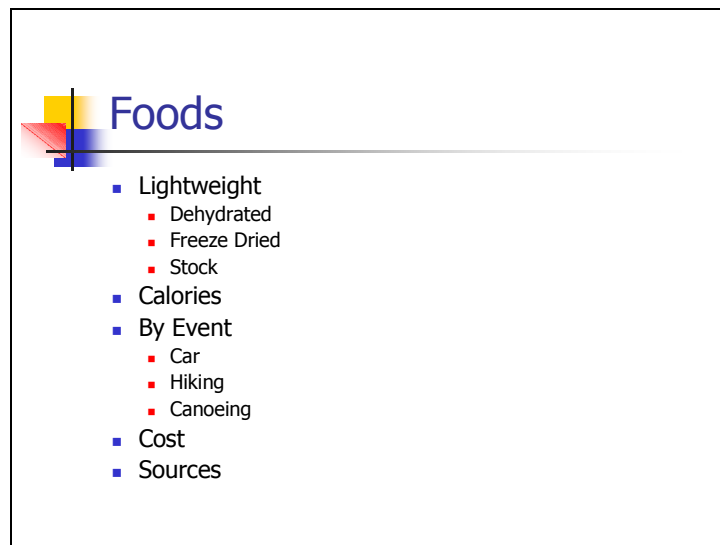 Foods
Lightweight
Dehydrated
Freeze Dried
Stock
Calories
By Event
Car
Hiking
Canoeing
Cost
Sources